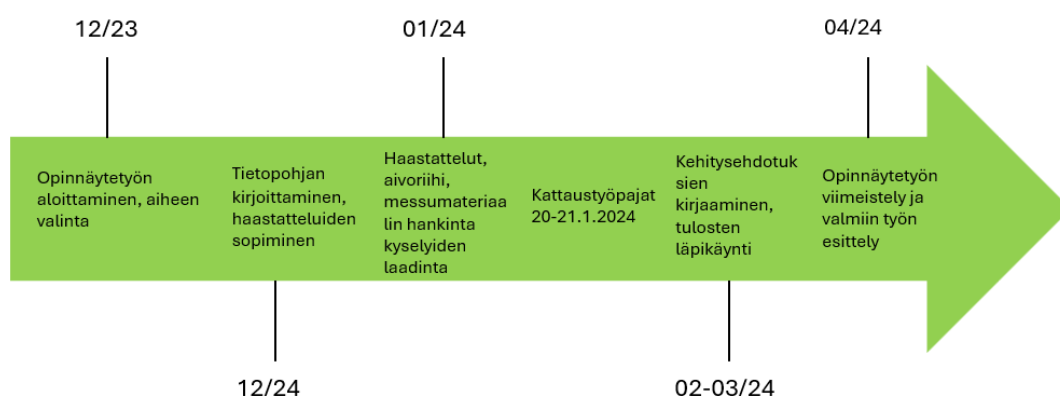 12/23
01/24
04/24
Opinnäytetyön
aloittaminen, aiheen
valinta
Tietopohjan
kirjoittaminen,
haastatteluiden
sopiminen
Haastattelut,
aivoriihi,
messumateriaa
lin hankinta
kyselyiden
laadinta
Kattaustyöpajat
20-21.1.2024
Kehitysehdotuk
sien
kirjaaminen,
tulosten
läpikäynti
Opinnäytetyön
viimeistely ja
valmiin työn
esittely
12/24
02-03/24